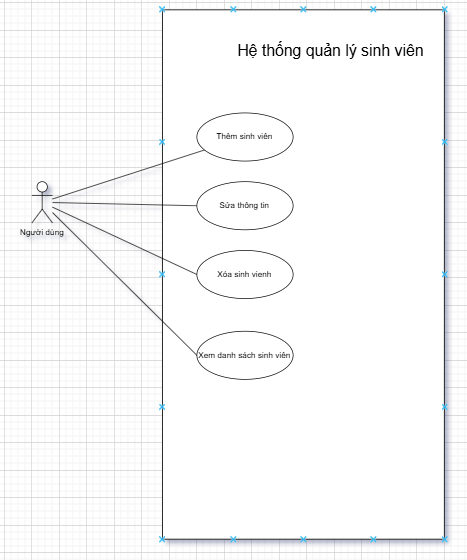 Hệ thống quản lý sinh viên
Thêm sinh viên
Sửa thông tin
Người dùng
Xóa sinh vienh
Xem danh sách sinh viên